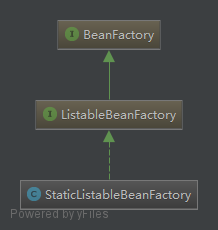 I BeanFactory
I ListableBeanFactory
C StaticListableBeanFactory
Powered by yFiles